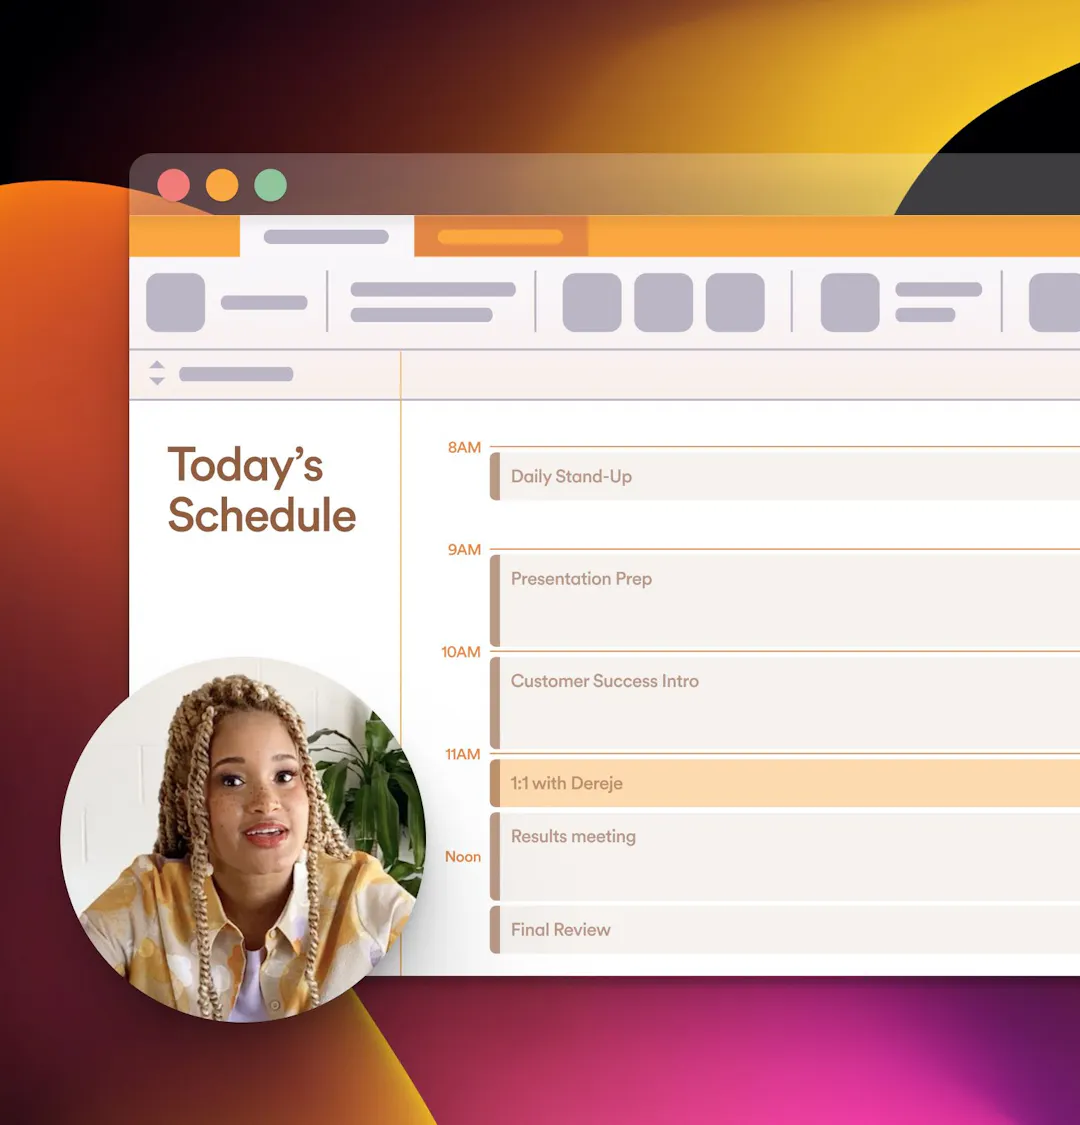 Today’s
Schedule
8AM
Daily Stand-Up
9AM
Presentation Prep
10AM
Customer Success Intro
11AM
1:1 with Dereje
Results meeting
Noon
Final Review